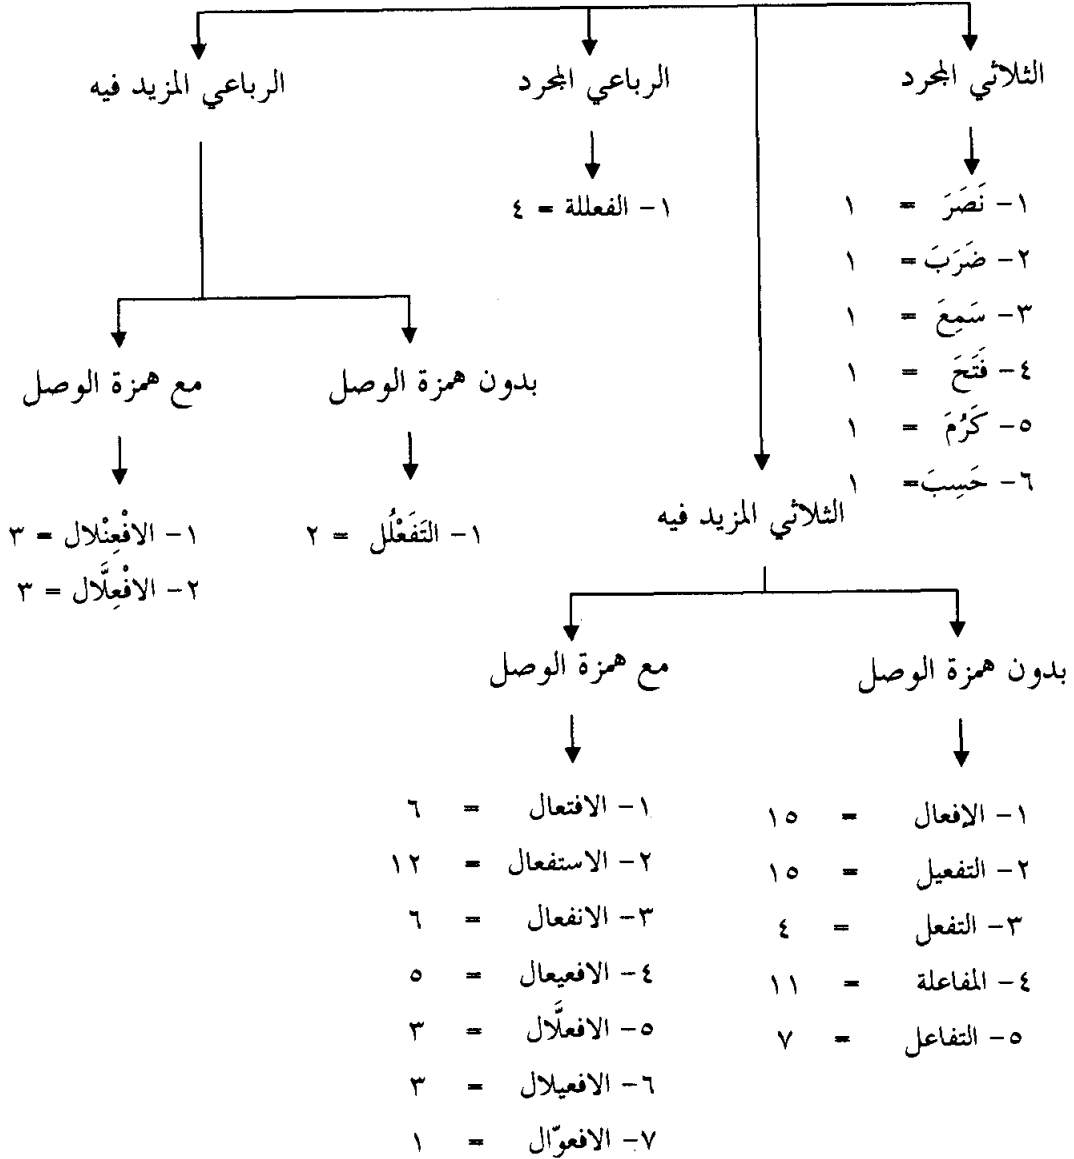 الثلاثي المجرد
الرباعي المجرد
الرباعي المزيد فيه
١- نَصَرَ = ١
٢- ضَرَبَ = ١
٣- سَمِعَ = ١
٤- فَتَحَ = ١
٥- كَرُمَ = ١
٦- حَسِبَ = ١
١- الفعللة = ٤
بدون همزة الوصل
مع همزة الوصل
١- التَفَعْلُل = ٢
١- الافْعِنْلال = ٣
٢- الافْعِلَّال = ٣
الثلاثي المزيد فيه
بدون همزة الوصل
مع همزة الوصل
١- الإفعال = ١٥
٢- التفعيل = ١٥
٣- التفعل = ٤
٤- المفاعلة = ١١
٥- التفاعل = ٧
١- الافتعال = ٦
٢- الاستفعال = ١٢
٣- الانفعال = ٦
٤- الافعيعال = ٥
٥- الافعلَّال = ٣
٦- الافعيلال = ٣
٧- الافعوّال = ١